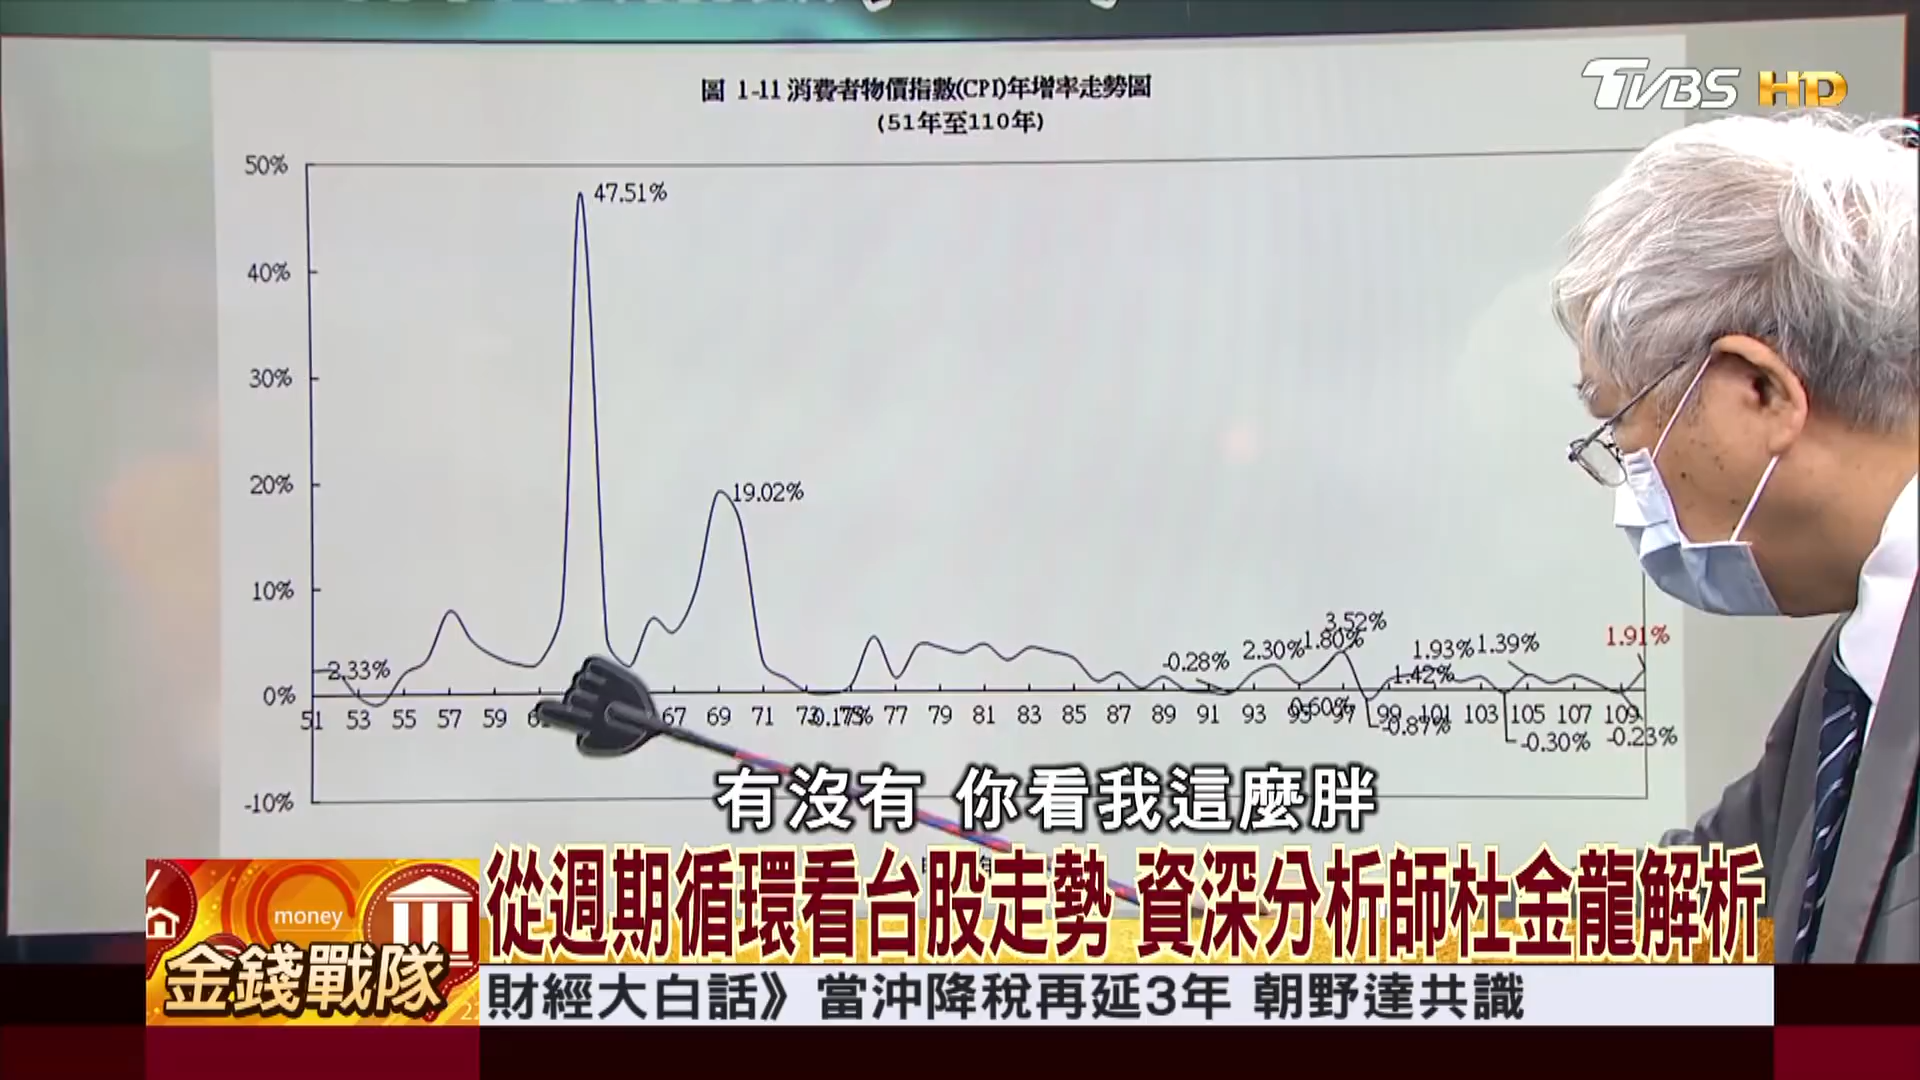 TVBS HD
圖 1-11 消費者物價指數(CPI)年增率走勢圖
(51年至110年)
50%
47.51%
40%
30%
20%
19.02%
10%
3.52%
2.30%
1.80%
1.93%
1.39%
1.91%
-0.28%
2.33%
1.42%
0%
51 53 55 57 59 67 69 71 73 75 77 79 81 83 85 87 89 91 93 95 97 99 101 103 105 107 109
-0.17%
0.60%
-0.87%
-0.30%
-0.23%
-10%
有沒有 你看我這麼胖
從週期循環看台股走勢 資深分析師杜金龍解析
money
金錢戰隊
財經大白話》當沖降稅再延3年 朝野達共識